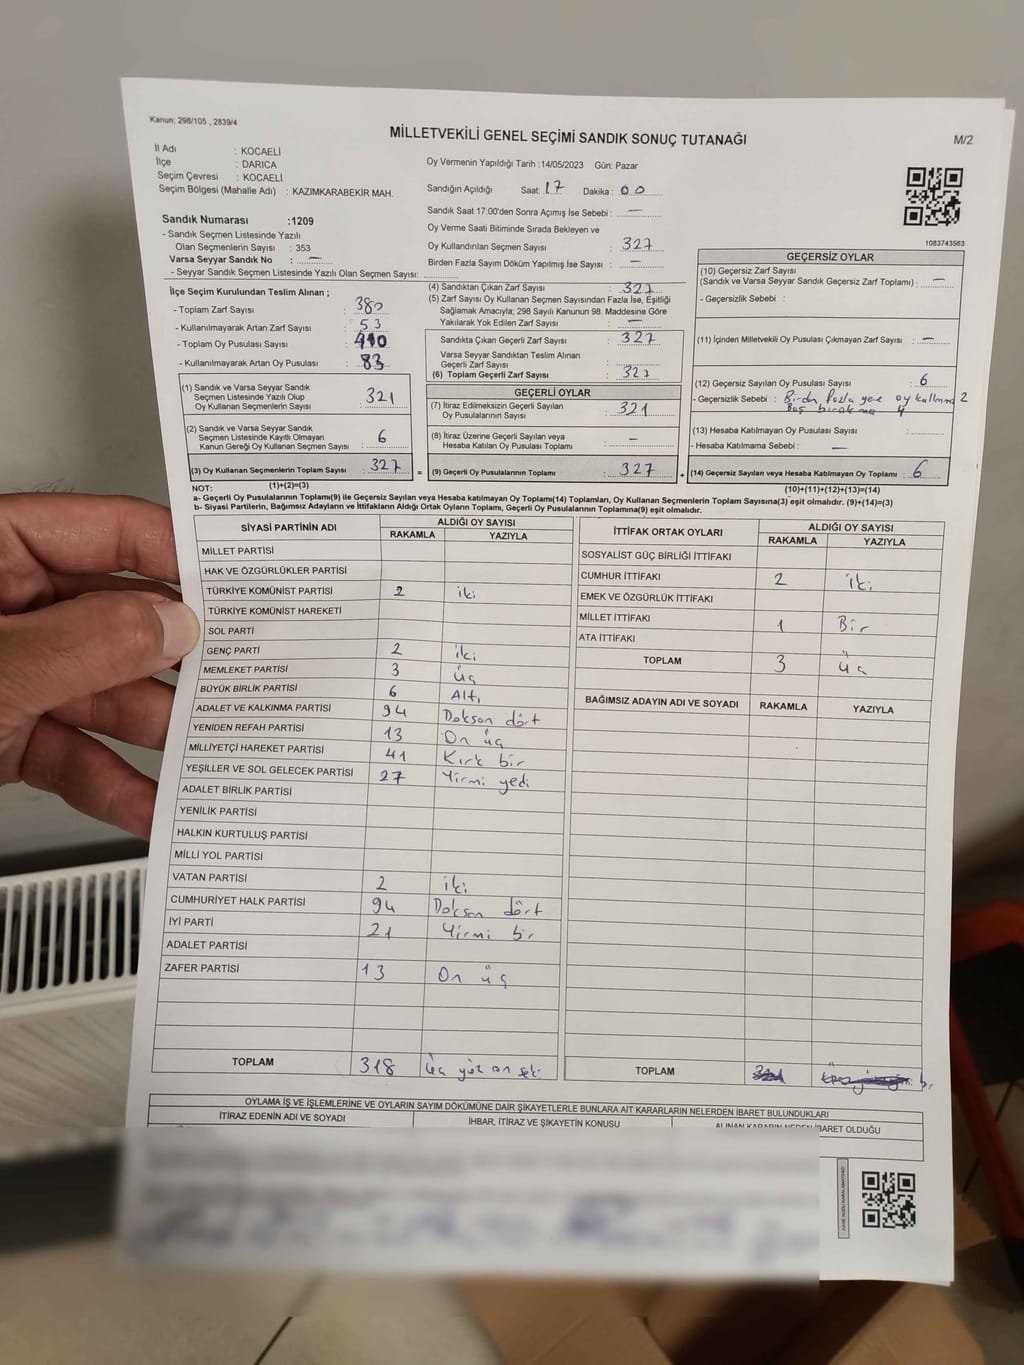 Kanun; 298/105 , 2839/4
MİLLETVEKİLİ GENEL SEÇİMİ SANDIK SONUÇ TUTANAĞI
M/2
İl Adı : KOCAELİ
İlçe : DARICA
Seçim Çevresi : KOCAELİ
Seçim Bölgesi (Mahalle Adı) : KAZIMKARABEKİR MAH.
Sandık Numarası :1209
- Sandık Seçmen Listesinde Yazılı
Olan Seçmenlerin Sayısı : 353
Varsa Seyyar Sandık No : —
- Seyyar Sandık Seçmen Listesinde Yazılı Olan Seçmen Sayısı:
Oy Vermenin Yapıldığı Tarih :14/05/2023 Gün: Pazar
Sandığın Açıldığı Saat: 17 Dakika : 00
Sandık Saat 17:00'den Sonra Açımış İse Sebebi : —
Oy Verme Saati Bitiminde Sırada Bekleyen ve
Oy Kullandırılan Seçmen Sayısı : 327
Birden Fazla Sayım Döküm Yapılmış İse Sayısı : —
1083743563
İlçe Seçim Kurulundan Teslim Alınan ;
- Toplam Zarf Sayısı : 380
- Kullanılmayarak Artan Zarf Sayısı : 53
- Toplam Oy Pusulası Sayısı : 410
- Kullanılmayarak Artan Oy Pusulası : 83
(1) Sandık ve Varsa Seyyar Sandık
Seçmen Listesinde Yazılı Olup
Oy Kullanan Seçmenlerin Sayısı : 321
(2) Sandık ve Varsa Seyyar Sandık
Seçmen Listesinde Kayıtlı Olmayan
Kanun Gereği Oy Kullanan Seçmen Sayısı : 6
(3) Oy Kullanan Seçmenlerin Toplam Sayısı : 327
(4) Sandıktan Çıkan Zarf Sayısı : 327
(5) Zarf Sayısı Oy Kullanan Seçmen Sayısından Fazla İse, Eşitliği
Sağlamak Amacıyla; 298 Sayılı Kanunun 98. Maddesine Göre
Yakılarak Yok Edilen Zarf Sayısı : —
Sandıkta Çıkan Geçerli Zarf Sayısı : 327
Varsa Seyyar Sandıktan Teslim Alınan
Geçerli Zarf Sayısı :
(6) Toplam Geçerli Zarf Sayısı : 327
GEÇERLİ OYLAR
(7) İtiraz Edilmeksizin Geçerli Sayılan
Oy Pusulalarının Sayısı : 321
(8) İtiraz Üzerine Geçerli Sayılan veya
Hesaba Katılan Oy Pusulası Toplamı : —
= (9) Geçerli Oy Pusulalarının Toplamı : 327 +
GEÇERSİZ OYLAR
(10) Geçersiz Zarf Sayısı
(Sandık ve Varsa Seyyar Sandık Geçersiz Zarf Toplamı) : —
- Geçersizlik Sebebi :
(11) İçinden Milletvekili Oy Pusulası Çıkmayan Zarf Sayısı : —
(12) Geçersiz Sayılan Oy Pusulası Sayısı : 6
- Geçersizlik Sebebi : Birden fazla yere oy kullanma 2
Boş bırakma 4
(13) Hesaba Katılmayan Oy Pusulası Sayısı :
- Hesaba Katılmama Sebebi : —
(14) Geçersiz Sayılan veya Hesaba Katılmayan Oy Toplamı : 6
NOT: (1)+(2)=(3)
(10)+(11)+(12)+(13)=(14)
a- Geçerli Oy Pusulalarının Toplamı(9) ile Geçersiz Sayılan veya Hesaba katılmayan Oy Toplamı(14) Toplamları, Oy Kullanan Seçmenlerin Toplam Sayısına(3) eşit olmalıdır. (9)+(14)=(3)
b- Siyasi Partilerin, Bağımsız Adayların ve İttifakların Aldığı Ortak Oyların Toplamı, Geçerli Oy Pusulalarının Toplamına(9) eşit olmalıdır.
SİYASİ PARTİNİN ADI ALDIĞI OY SAYISI
RAKAMLA YAZIYLA
MİLLET PARTİSİ
HAK VE ÖZGÜRLÜKLER PARTİSİ
TÜRKİYE KOMÜNİST PARTİSİ 2 iki
TÜRKİYE KOMÜNİST HAREKETİ
SOL PARTİ
GENÇ PARTİ 2 iki
MEMLEKET PARTİSİ 3 üç
BÜYÜK BİRLİK PARTİSİ 6 Altı
ADALET VE KALKINMA PARTİSİ 94 Doksan dört
YENİDEN REFAH PARTİSİ 13 On üç
MİLLİYETÇİ HAREKET PARTİSİ 41 Kırk bir
YEŞİLLER VE SOL GELECEK PARTİSİ 27 Yirmi yedi
ADALET BİRLİK PARTİSİ
YENİLİK PARTİSİ
HALKIN KURTULUŞ PARTİSİ
MİLLİ YOL PARTİSİ
VATAN PARTİSİ 2 iki
CUMHURİYET HALK PARTİSİ 94 Doksan dört
İYİ PARTİ 21 Yirmi bir
ADALET PARTİSİ
ZAFER PARTİSİ 13 On üç
TOPLAM 318 Üç yüz on seki
İTTİFAK ORTAK OYLARI ALDIĞI OY SAYISI
RAKAMLA YAZIYLA
SOSYALİST GÜÇ BİRLİĞİ İTTİFAKI
CUMHUR İTTİFAKI 2 iki
EMEK VE ÖZGÜRLÜK İTTİFAKI
MİLLET İTTİFAKI 1 Bir
ATA İTTİFAKI
TOPLAM 3 üç
BAĞIMSIZ ADAYIN ADI VE SOYADI RAKAMLA YAZIYLA
TOPLAM
OYLAMA İŞ VE İŞLEMLERİNE VE OYLARIN SAYIM DÖKÜMÜNE DAİR ŞİKAYETLERLE BUNLARA AİT KARARLARIN NELERDEN İBARET BULUNDUKLARI
İTİRAZ EDENİN ADI VE SOYADI İHBAR, İTİRAZ VE ŞİKAYETİN KONUSU ALINAN KARARIN NEDEN İBARET OLDUĞU